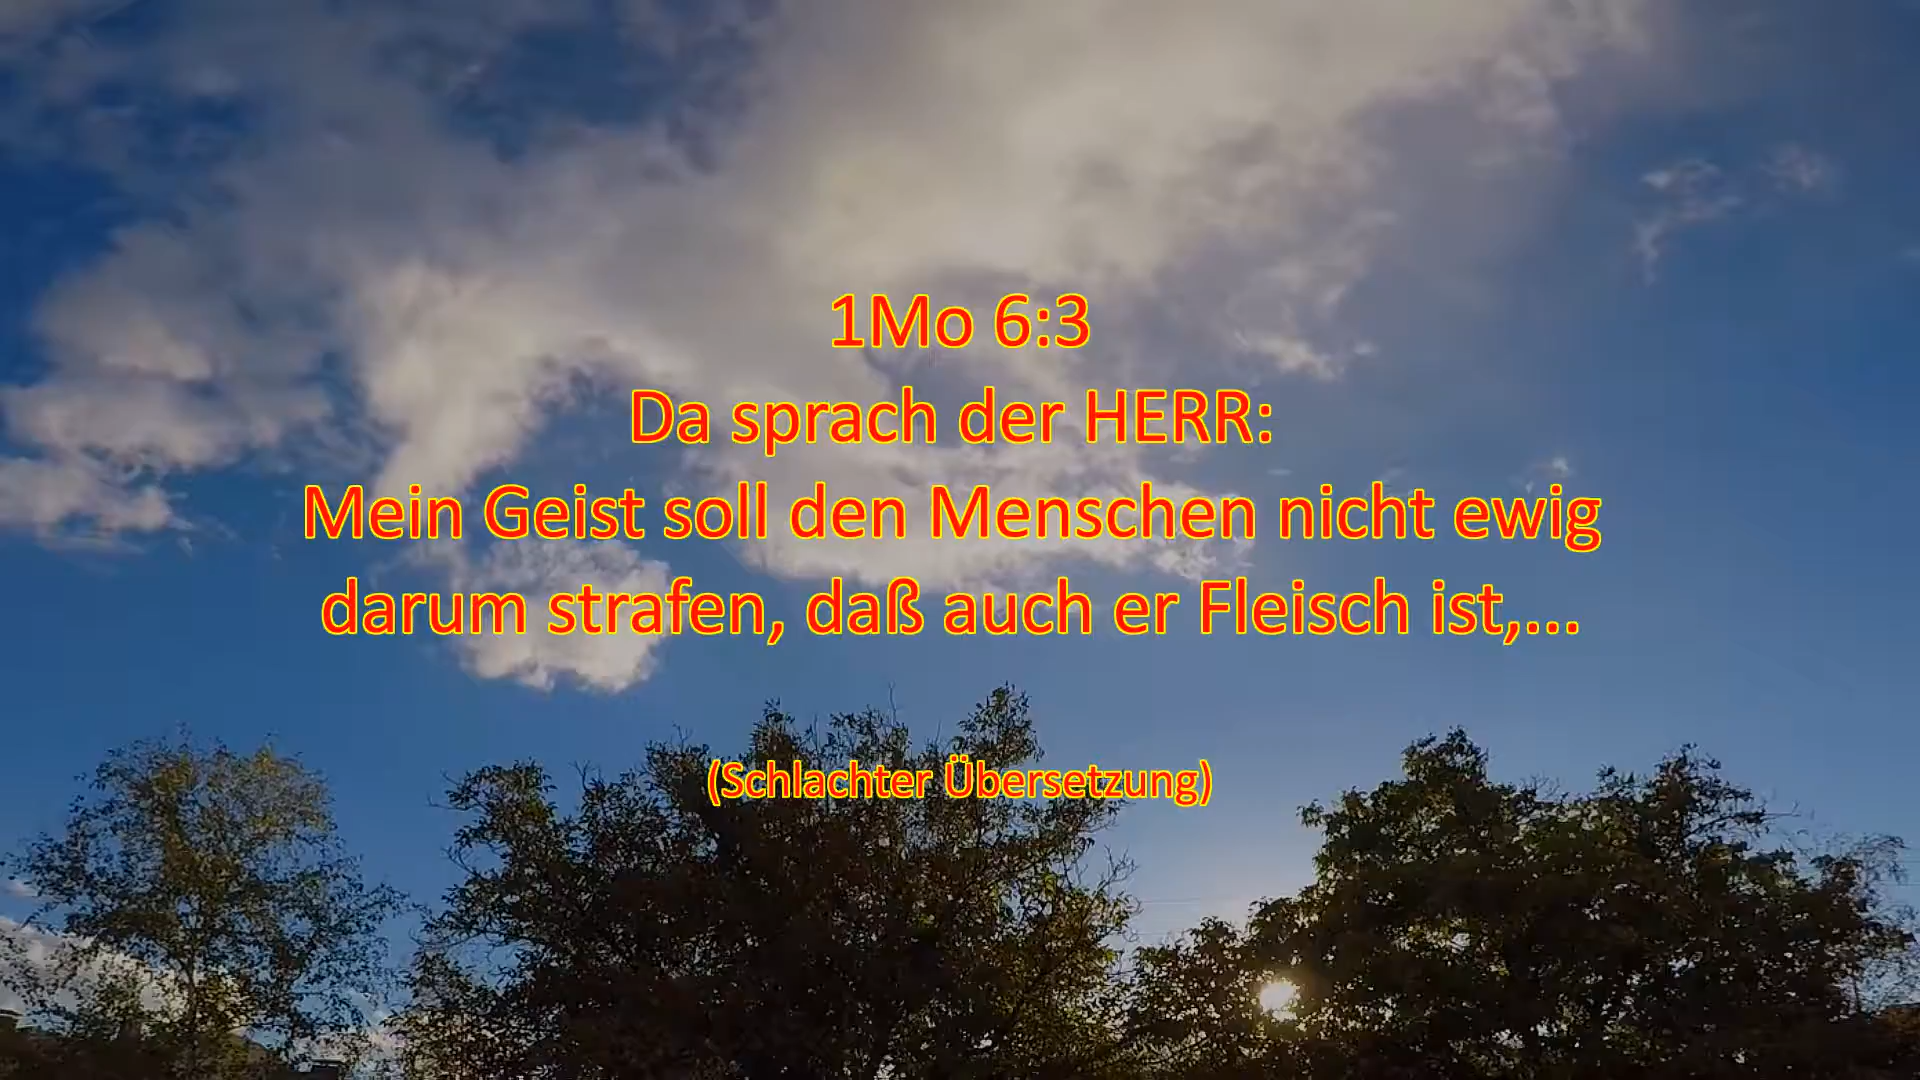 1Mo 6:3
Da sprach der HERR:
Mein Geist soll den Menschen nicht ewig
darum strafen, daß auch er Fleisch ist,...
(Schlachter Übersetzung)